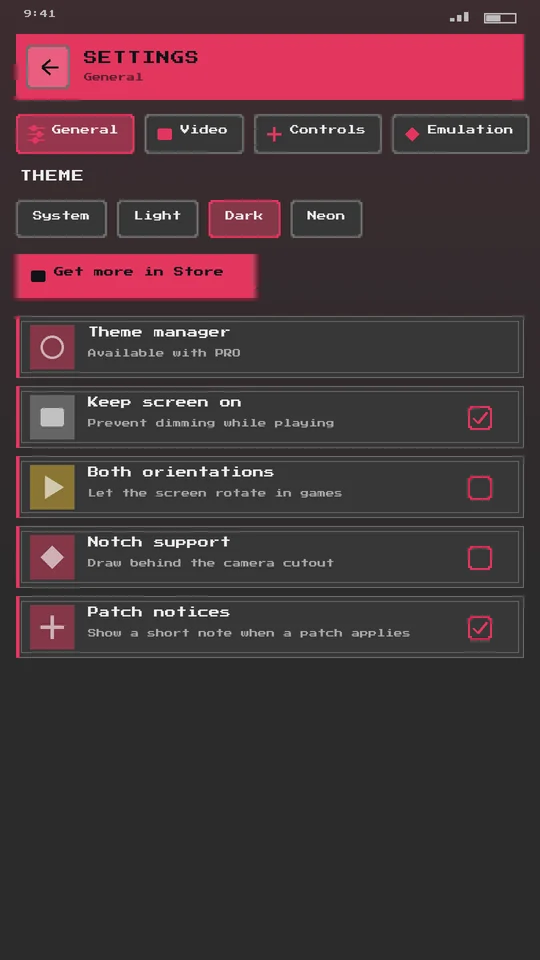 9:41
SETTINGS
General
General
Video
Controls
Emulation
THEME
System
Light
Dark
Neon
Get more in Store
Theme manager
Available with PRO
Keep screen on
Prevent dimming while playing
Both orientations
Let the screen rotate in games
Notch support
Draw behind the camera cutout
Patch notices
Show a short note when a patch applies